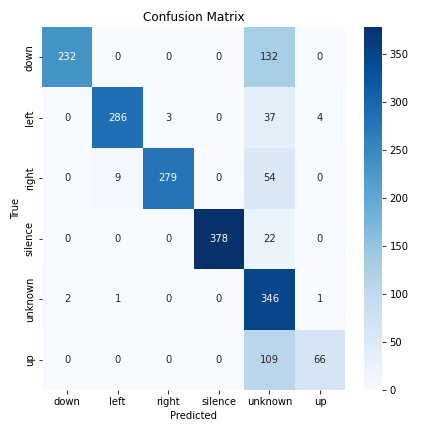 Confusion Matrix
True
down 232 0 0 0 132 0
left 0 286 3 0 37 4
right 0 9 279 0 54 0
silence 0 0 0 378 22 0
unknown 2 1 0 0 346 1
up 0 0 0 0 109 66
down left right silence unknown up
Predicted
350
300
250
200
150
100
50
0